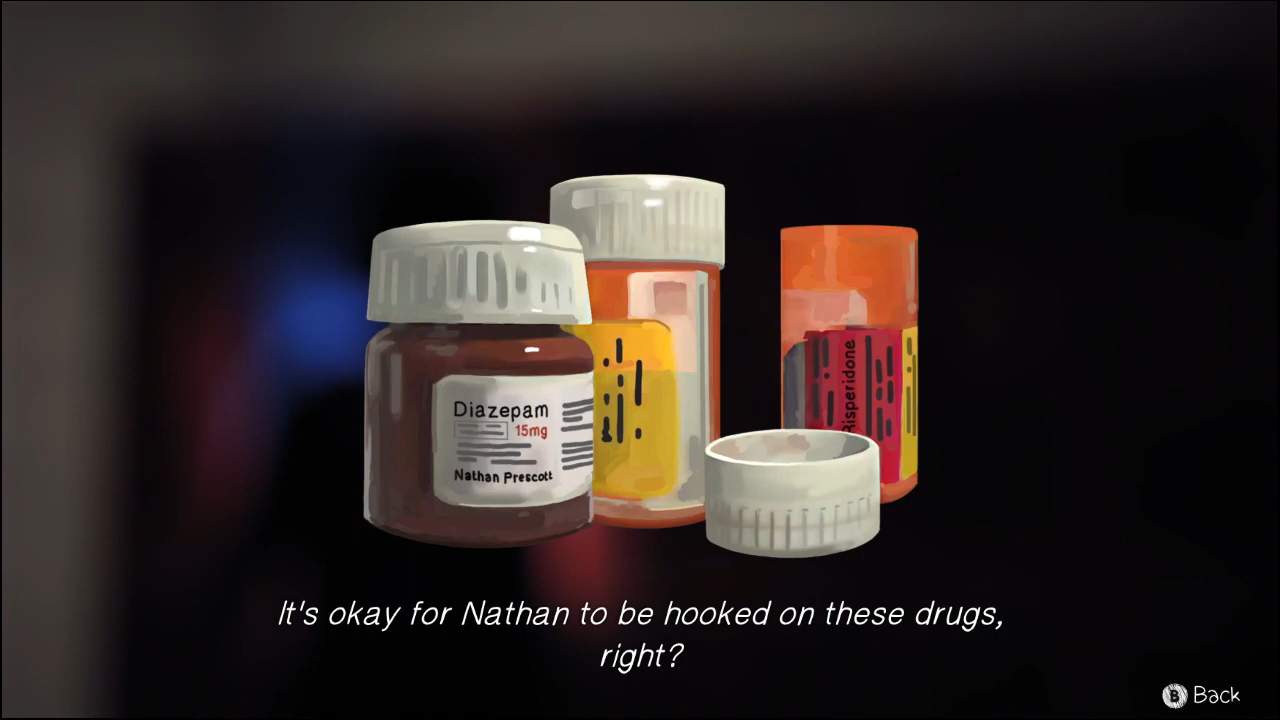 Diazepam
15mg
Nathan Prescott
Risperidone
It's okay for Nathan to be hooked on these drugs,
right?
B Back